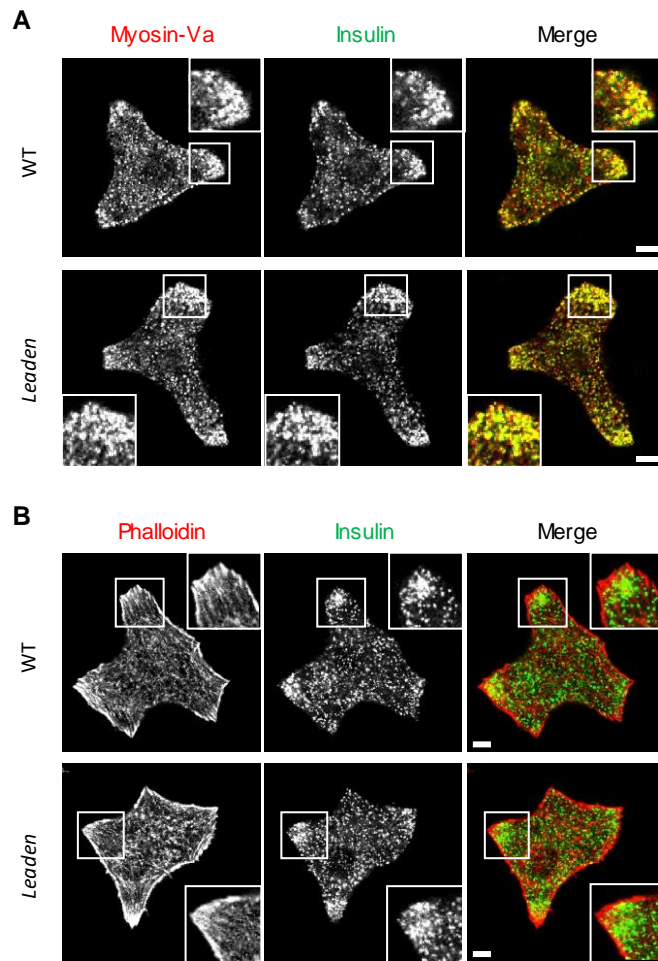 A
Myosin-Va Insulin Merge
WT
Leaden
B
Phalloidin Insulin Merge
WT
Leaden